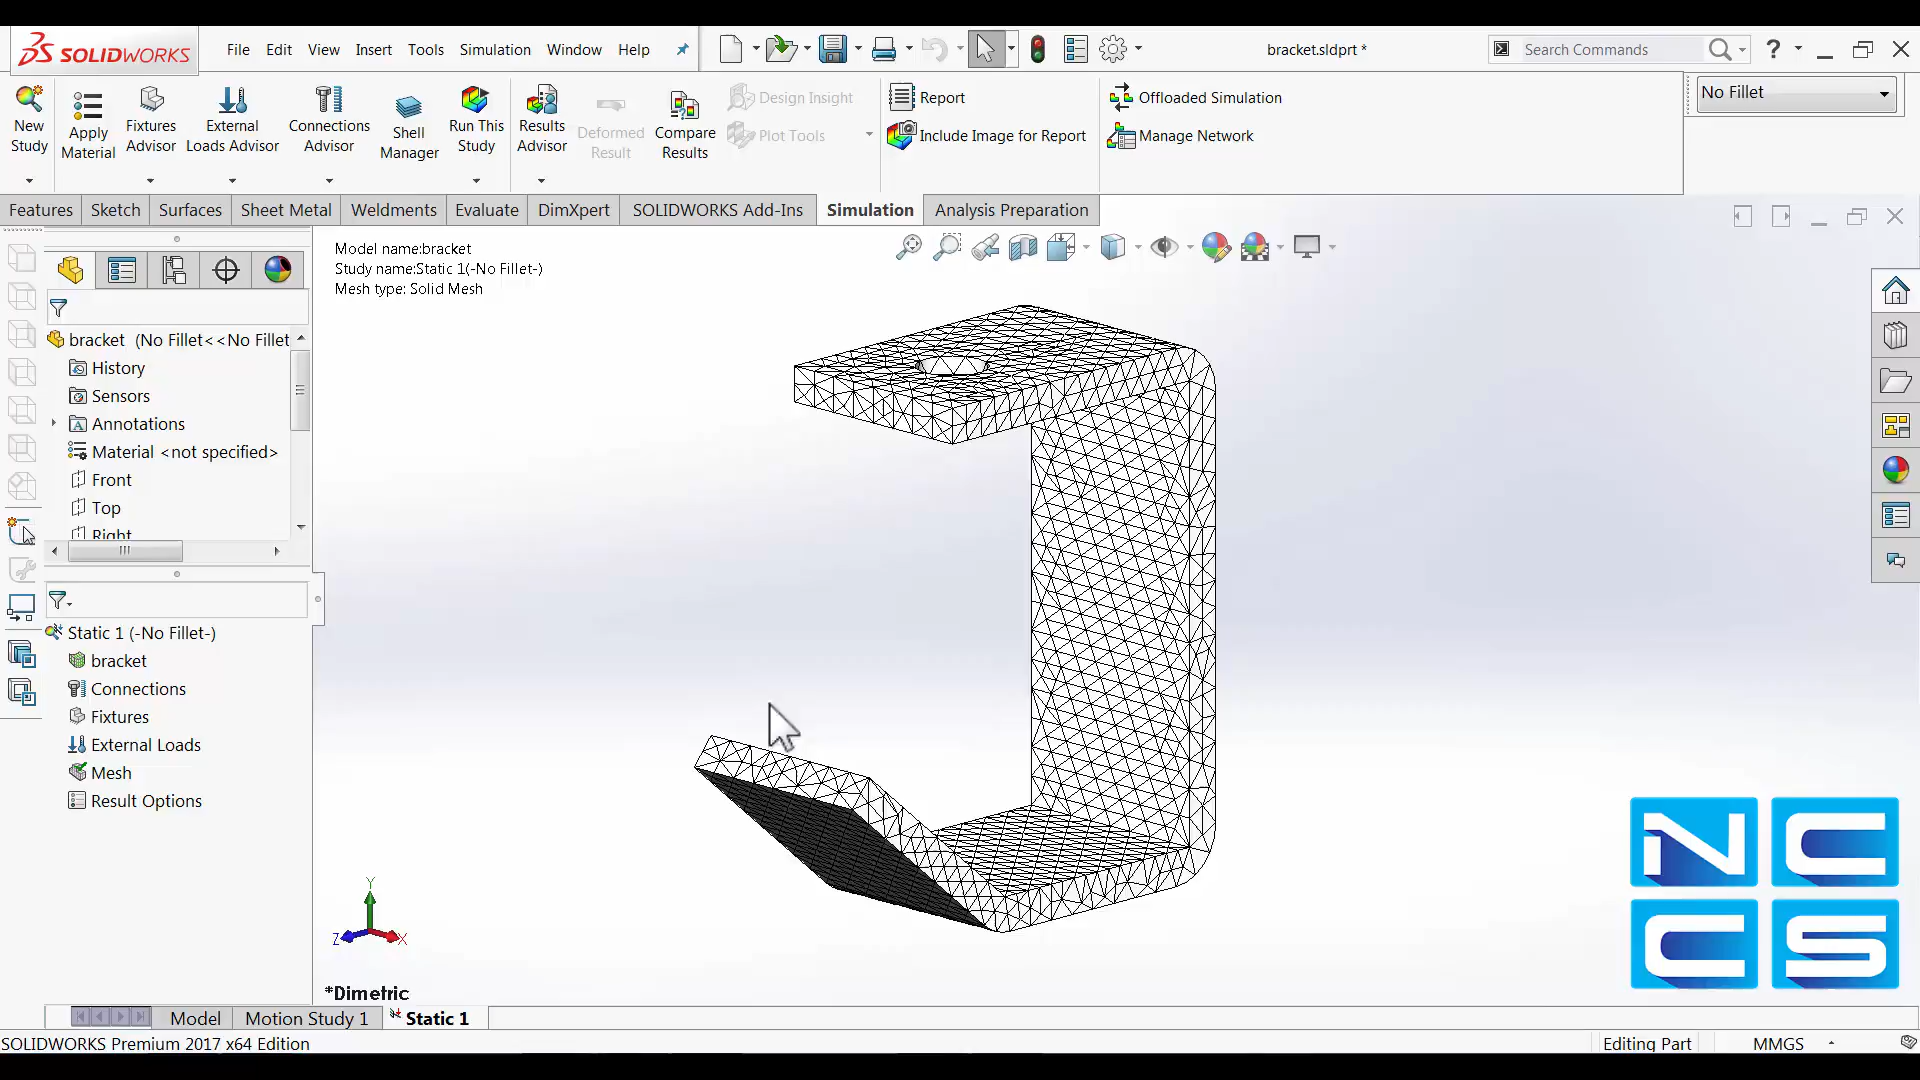 SOLIDWORKS
File Edit View Insert Tools Simulation Window Help
bracket.sldprt *
Search Commands
?
New Study
Apply Material
Fixtures Advisor
External Loads Advisor
Connections Advisor
Shell Manager
Run This Study
Results Advisor
Deformed Result
Compare Results
Design Insight
Plot Tools
Report
Include Image for Report
Offloaded Simulation
Manage Network
No Fillet
Features Sketch Surfaces Sheet Metal Weldments Evaluate DimXpert SOLIDWORKS Add-Ins Simulation Analysis Preparation
Model name:bracket
Study name:Static 1(-No Fillet-)
Mesh type: Solid Mesh
bracket (No Fillet<<No Fillet
History
Sensors
Annotations
Material <not specified>
Front
Top
Right
Static 1 (-No Fillet-)
bracket
Connections
Fixtures
External Loads
Mesh
Result Options
Y
Z
X
*Dimetric
NC
CS
Model Motion Study 1 Static 1
SOLIDWORKS Premium 2017 x64 Edition
Editing Part
MMGS